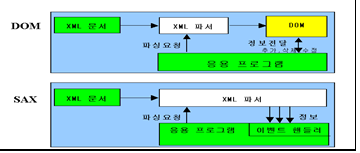 DOM
XML 문서
XML 파서
DOM
파싱요청
정보전달
추가,삭제,수정
응용 프로그램
SAX
XML 문서
XML 파서
파싱요청
정보
응용 프로그램
이벤트 핸들러